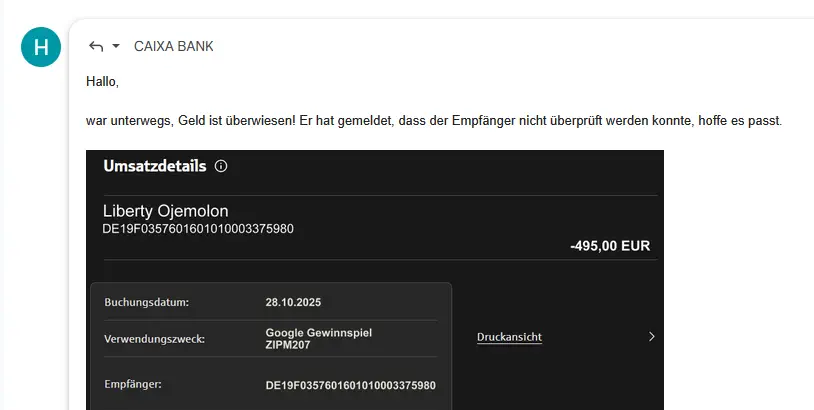 H
CAIXA BANK
Hallo,
war unterwegs, Geld ist überwiesen! Er hat gemeldet, dass der Empfänger nicht überprüft werden konnte, hoffe es passt.
Umsatzdetails
Liberty Ojemolon
DE19F0357601601010003375980
-495,00 EUR
Buchungsdatum: 28.10.2025
Verwendungszweck: Google Gewinnspiel
ZIPM207
Druckansicht
Empfänger: DE19F0357601601010003375980